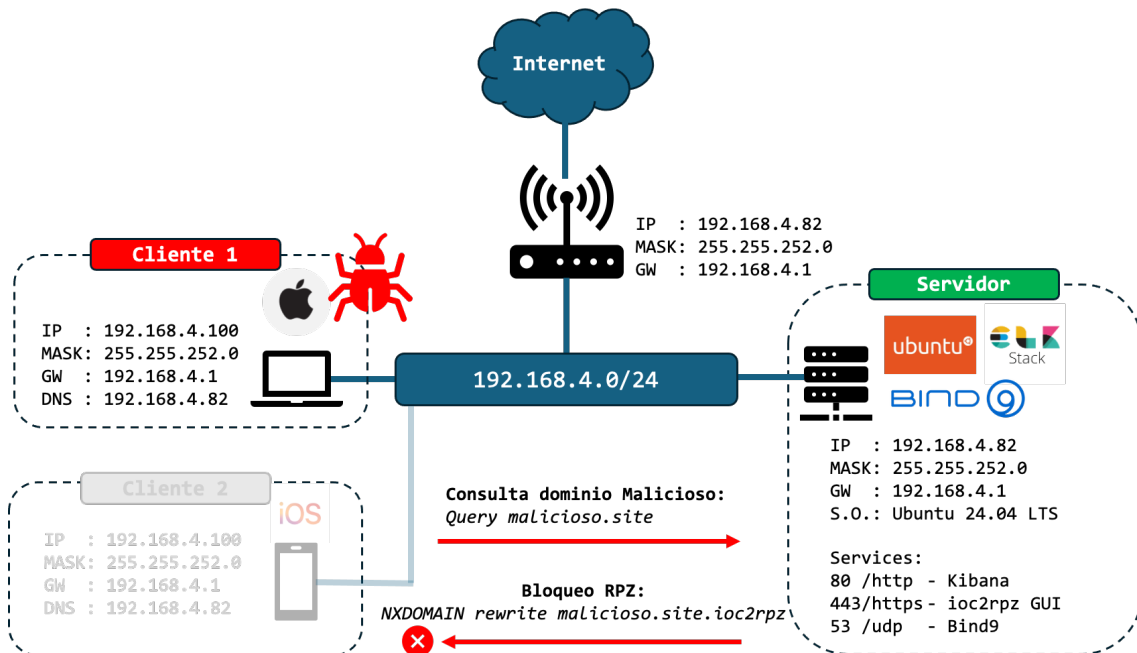 Internet
IP  : 192.168.4.82
MASK: 255.255.252.0
GW  : 192.168.4.1
Cliente 1
IP  : 192.168.4.100
MASK: 255.255.252.0
GW  : 192.168.4.1
DNS : 192.168.4.82
192.168.4.0/24
Servidor
ubuntu
ELK
Stack
BIND 9
IP  : 192.168.4.82
MASK: 255.255.252.0
GW  : 192.168.4.1
S.O.: Ubuntu 24.04 LTS
Services:
80 /http - Kibana
443/https- ioc2rpz GUI
53 /udp  - Bind9
Cliente 2
iOS
IP  : 192.168.4.100
MASK: 255.255.252.0
GW  : 192.168.4.1
DNS : 192.168.4.82
Consulta dominio Malicioso:
Query malicioso.site
Bloqueo RPZ:
NXDOMAIN rewrite malicioso.site.ioc2rpz